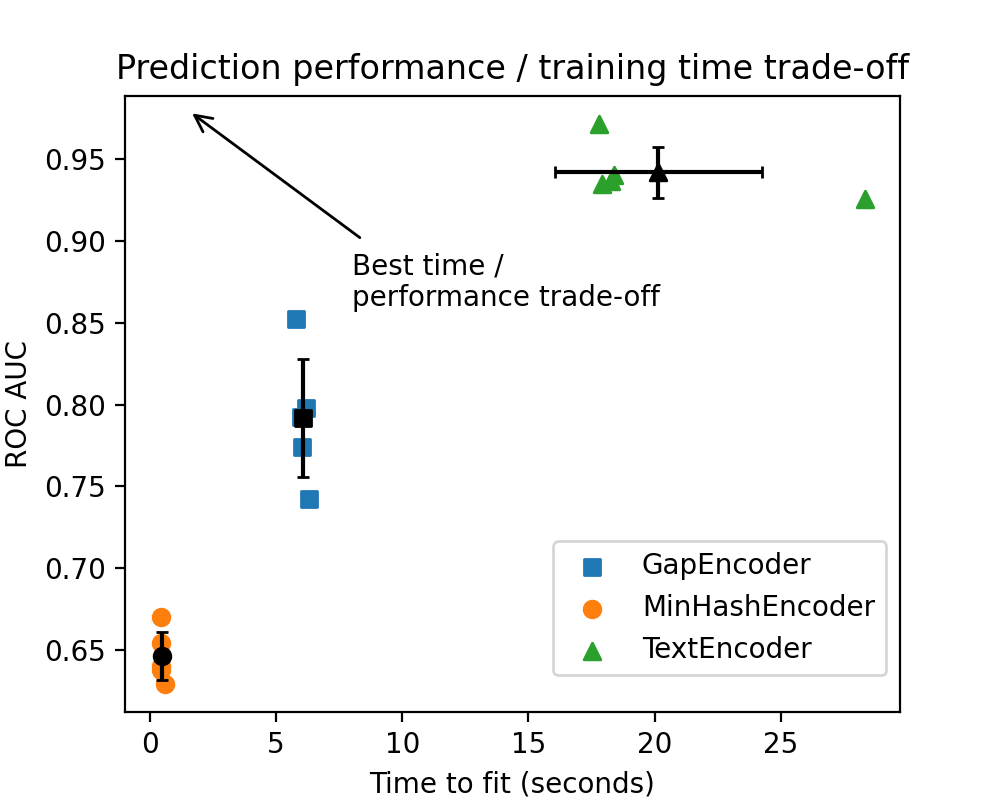 Prediction performance / training time trade-off
0.95
0.90
0.85
0.80
0.75
0.70
0.65
ROC AUC
Best time /
performance trade-off
GapEncoder
MinHashEncoder
TextEncoder
0 5 10 15 20 25
Time to fit (seconds)